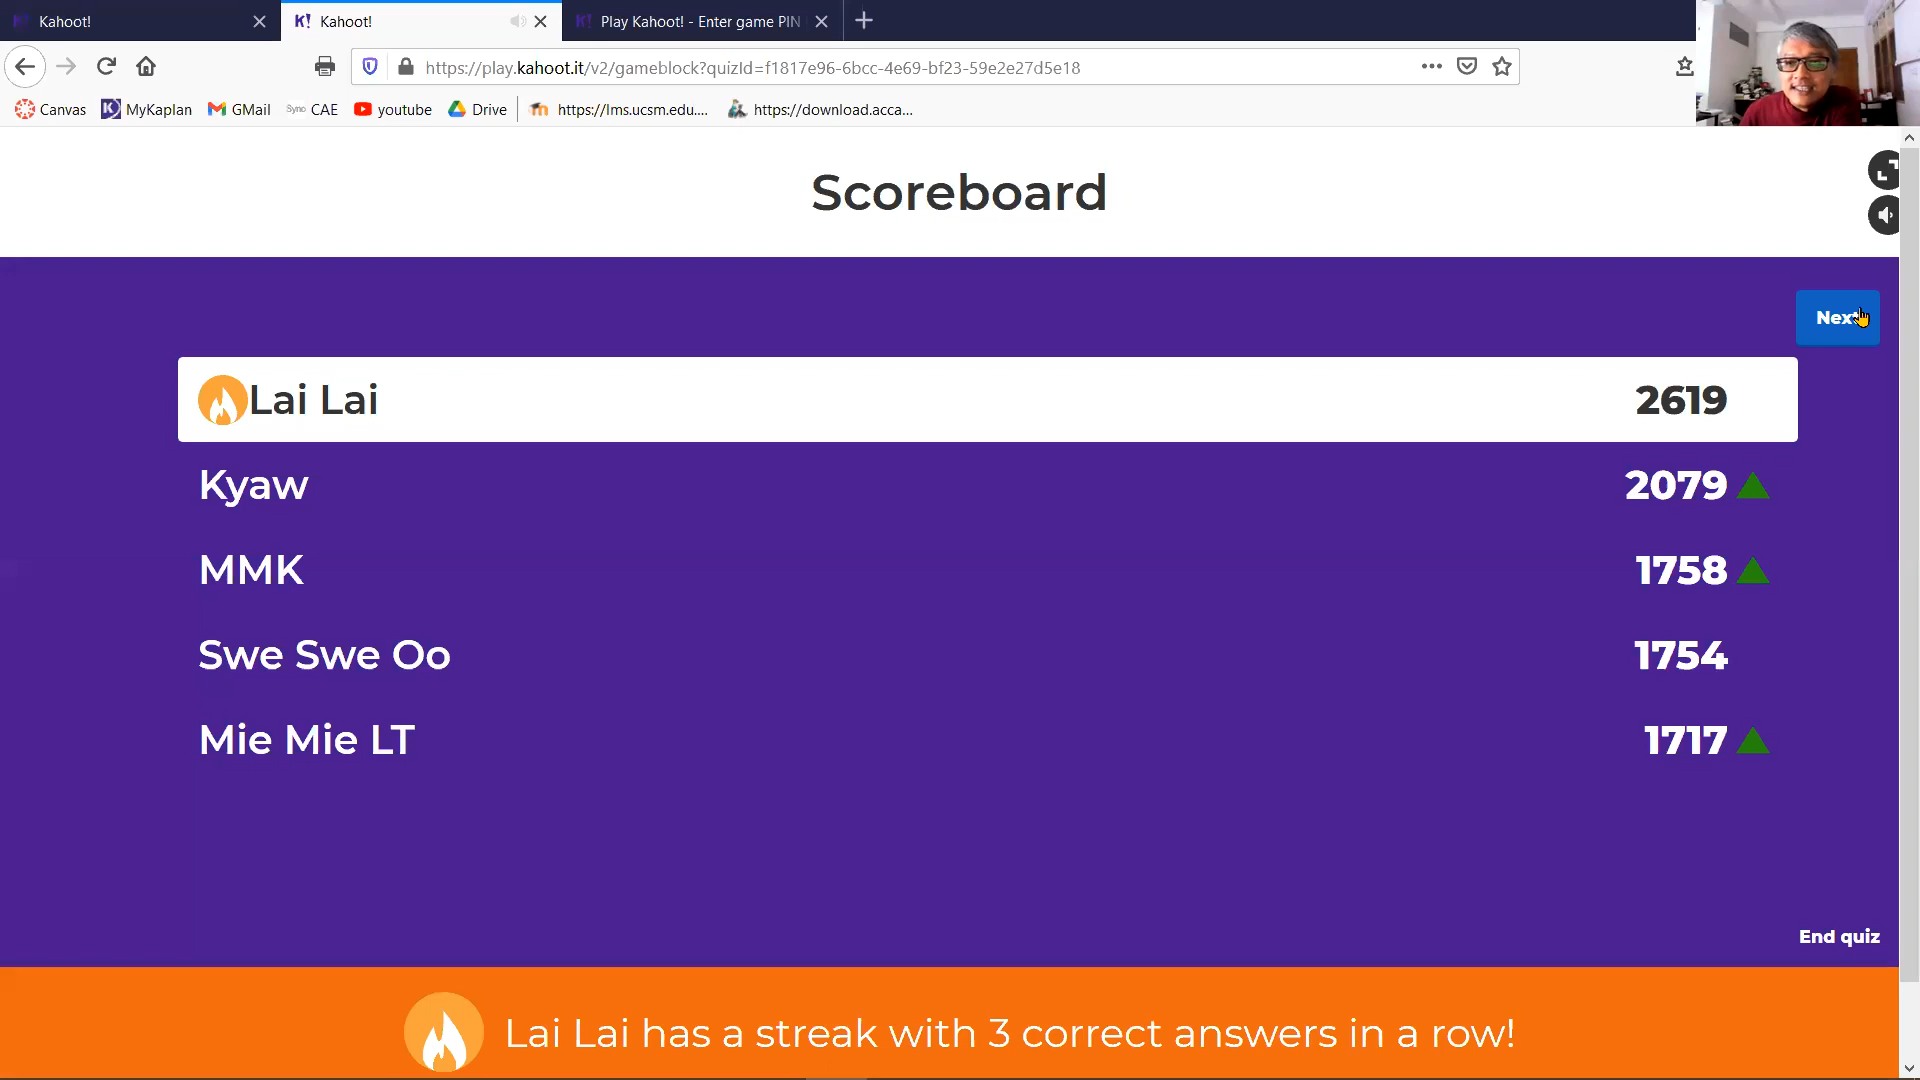 Kahoot!
K! Kahoot!
Play Kahoot! - Enter game PIN
https://play.kahoot.it/v2/gameblock?quizId=f1817e96-6bcc-4e69-bf23-59e2e27d5e18
Canvas MyKaplan GMail Syno CAE youtube Drive https://lms.ucsm.edu.... https://download.acca...
Scoreboard
Next
Lai Lai 2619
Kyaw 2079
MMK 1758
Swe Swe Oo 1754
Mie Mie LT 1717
End quiz
Lai Lai has a streak with 3 correct answers in a row!